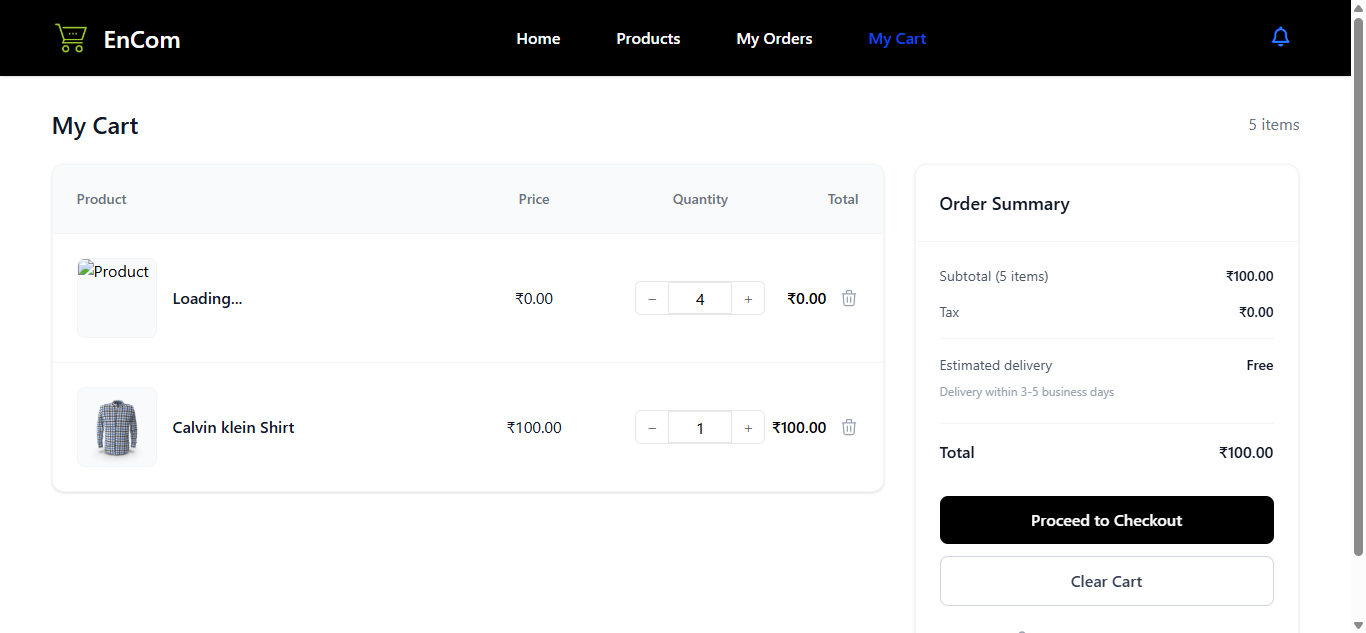 EnCom
Home Products My Orders My Cart
My Cart
5 items
Product Price Quantity Total
Product
Loading...
₹0.00
− 4 +
₹0.00
Calvin klein Shirt
₹100.00
− 1 +
₹100.00
Order Summary
Subtotal (5 items) ₹100.00
Tax ₹0.00
Estimated delivery Free
Delivery within 3-5 business days
Total ₹100.00
Proceed to Checkout
Clear Cart